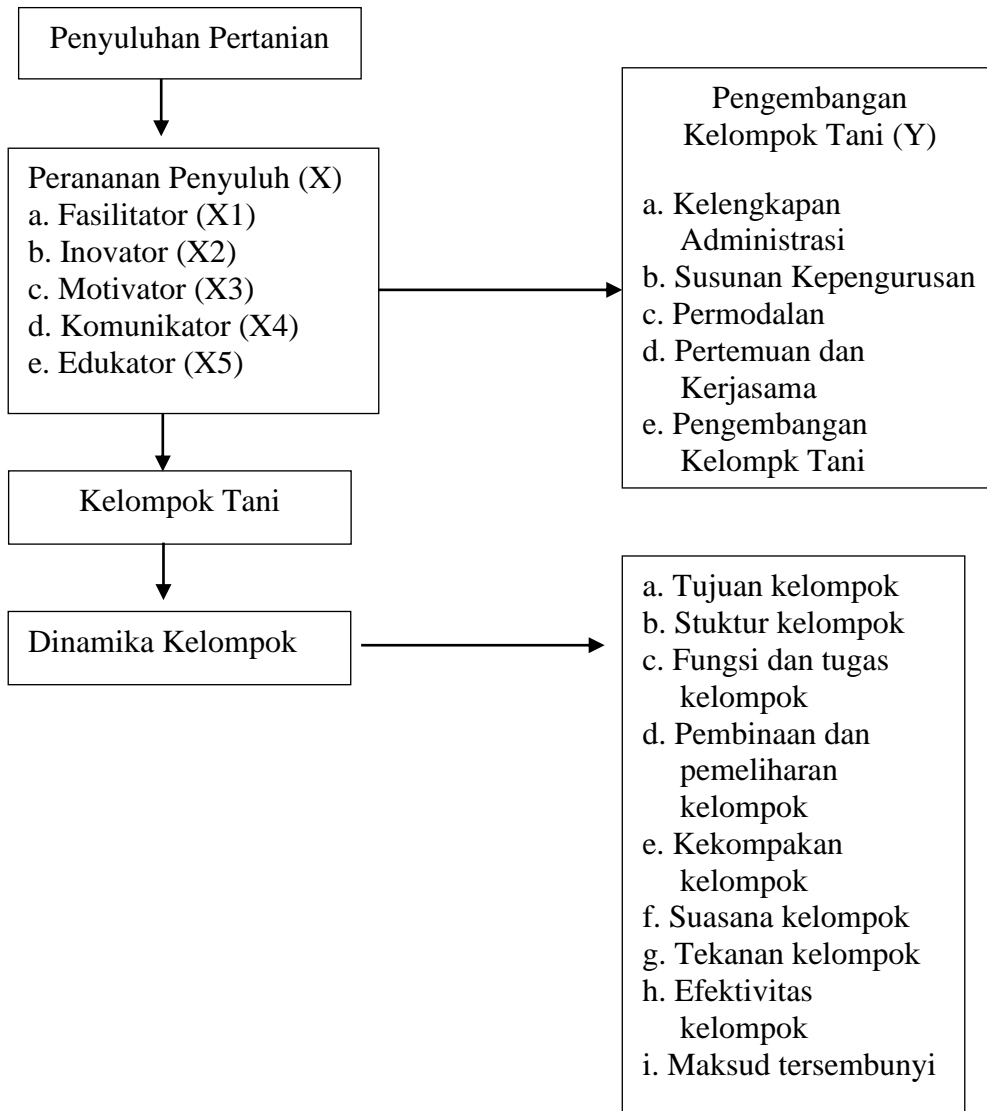 Penyuluhan Pertanian
Perananan Penyuluh (X)
a. Fasilitator (X1)
b. Inovator (X2)
c. Motivator (X3)
d. Komunikator (X4)
e. Edukator (X5)
Pengembangan
Kelompok Tani (Y)
a. Kelengkapan
Administrasi
b. Susunan Kepengurusan
c. Permodalan
d. Pertemuan dan
Kerjasama
e. Pengembangan
Kelompk Tani
Kelompok Tani
Dinamika Kelompok
a. Tujuan kelompok
b. Stuktur kelompok
c. Fungsi dan tugas
kelompok
d. Pembinaan dan
pemeliharan
kelompok
e. Kekompakan
kelompok
f. Suasana kelompok
g. Tekanan kelompok
h. Efektivitas
kelompok
i. Maksud tersembunyi